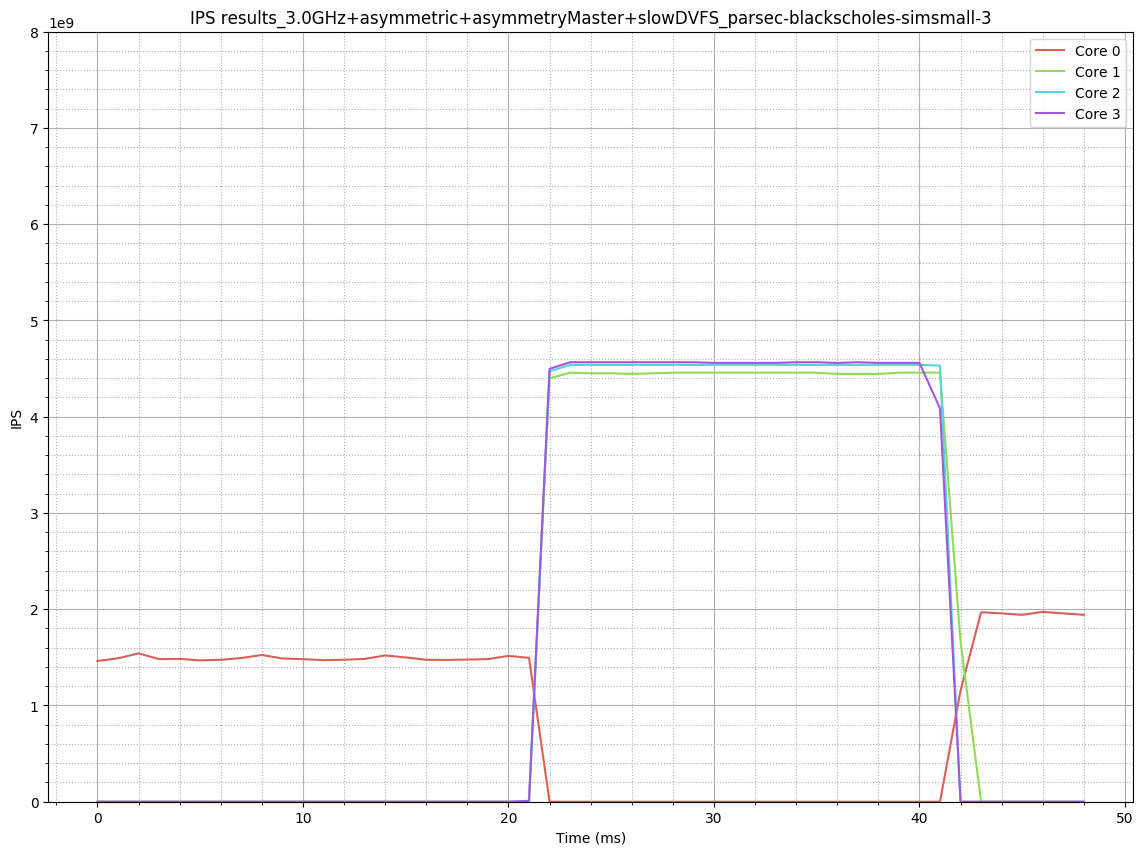 IPS results_3.0GHz+asymmetric+asymmetryMaster+slowDVFS_parsec-blackscholes-simsmall-3
1e9
8
7
6
5
4
3
2
1
0
IPS
Core 0
Core 1
Core 2
Core 3
0
10
20
30
40
50
Time (ms)